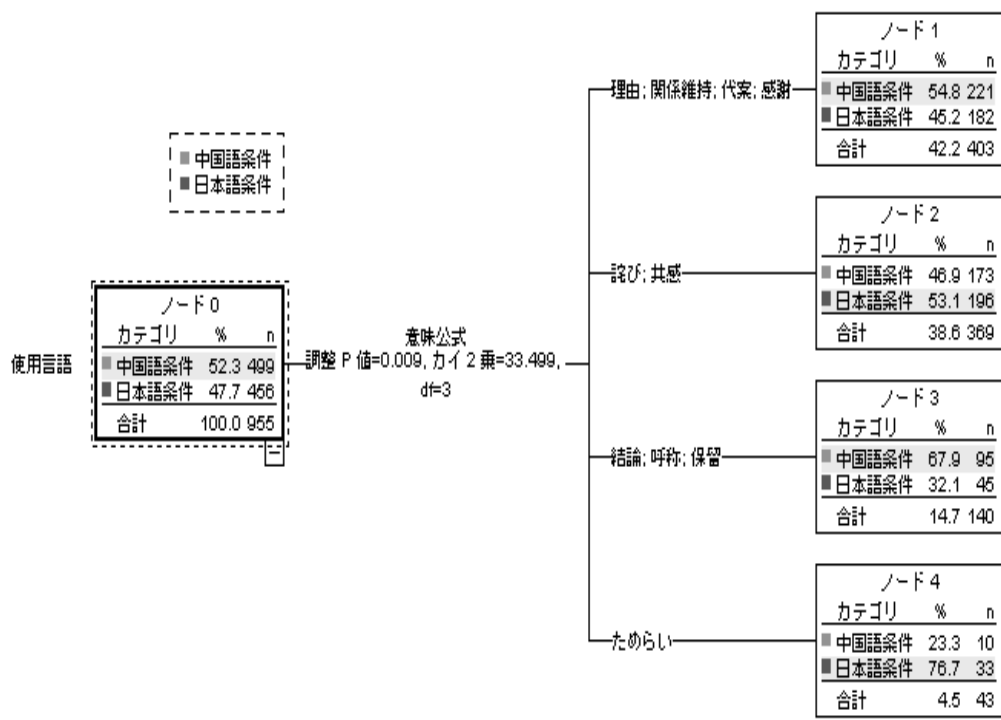 中国語条件
日本語条件
使用言語
ノード 0
カテゴリ % n
中国語条件 52.3 499
日本語条件 47.7 456
合計 100.0 955
意味公式
調整 P 値=0.009, カイ 2 乗=33.499,
df=3
理由; 関係維持; 代案; 感謝
ノード 1
カテゴリ % n
中国語条件 54.8 221
日本語条件 45.2 182
合計 42.2 403
詫び; 共感
ノード 2
カテゴリ % n
中国語条件 46.9 173
日本語条件 53.1 196
合計 38.6 369
結論; 呼称; 保留
ノード 3
カテゴリ % n
中国語条件 67.9 95
日本語条件 32.1 45
合計 14.7 140
ためらい
ノード 4
カテゴリ % n
中国語条件 23.3 10
日本語条件 76.7 33
合計 4.5 43